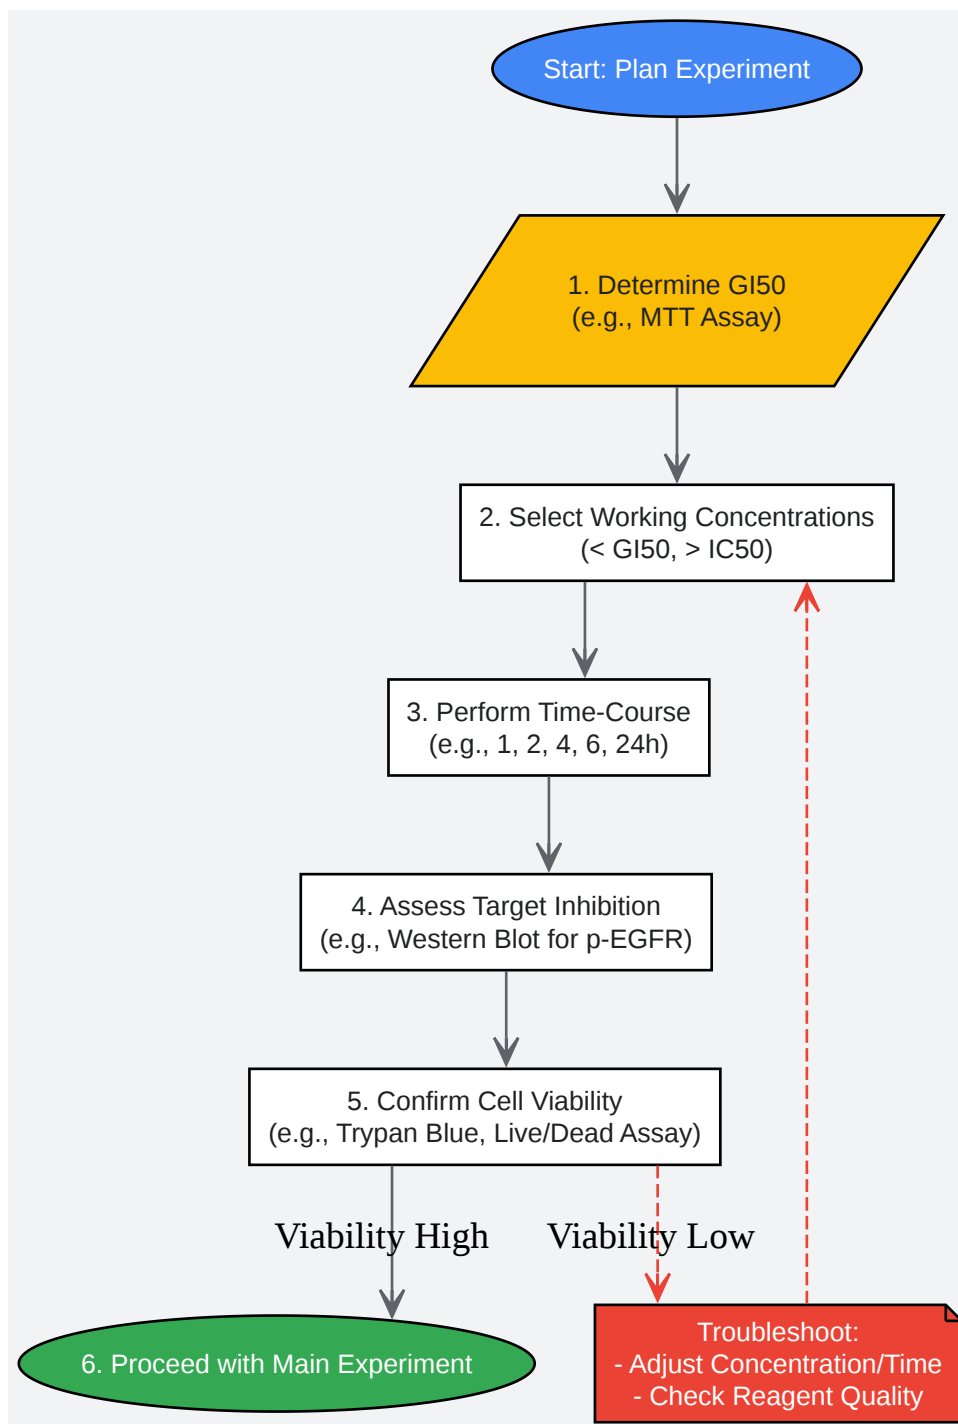 Start: Plan Experiment
1. Determine GI50
(e.g., MTT Assay)
2. Select Working Concentrations
(< GI50, > IC50)
3. Perform Time-Course
(e.g., 1, 2, 4, 6, 24h)
4. Assess Target Inhibition
(e.g., Western Blot for p-EGFR)
5. Confirm Cell Viability
(e.g., Trypan Blue, Live/Dead Assay)
Viability High
Viability Low
6. Proceed with Main Experiment
Troubleshoot:
- Adjust Concentration/Time
- Check Reagent Quality